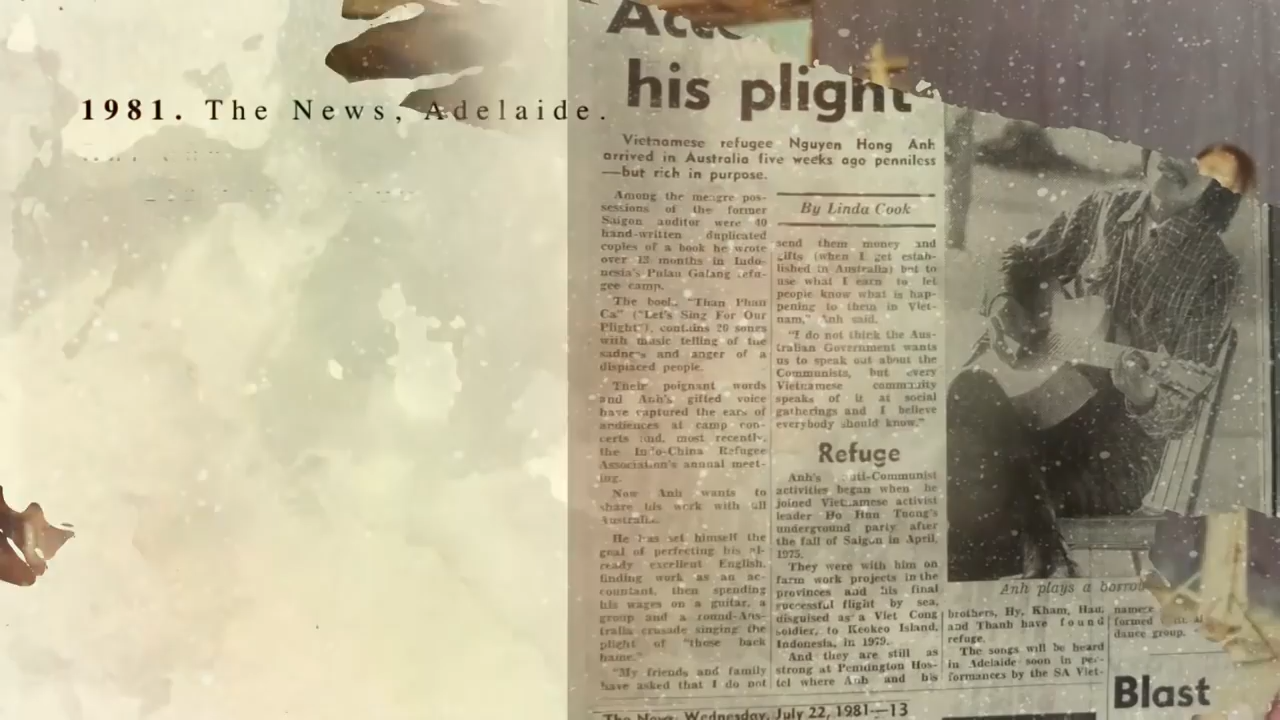 1981. The News, Adelaide.
his plight
Vietnamese refugee Nguyen Hong Anh
arrived in Australia five weeks ago penniless
—but rich in purpose.
Among the meagre pos-
sessions of the former
Saigon auditor were 40
hand-written duplicated
copies of a book he wrote
over 13 months in Indo-
nesia's Pulau Galang refu-
gee camp.
The book, "Than Phan
Ca" ("Let's Sing For Our
Plight"), contains 20 songs
with music telling of the
sadness and anger of a
displaced people.
Their poignant words
and Anh's gifted voice
have captured the ears of
audiences at camp con-
certs and, most recently,
the Indo-China Refugee
Association's annual meet-
ing.
Now Anh wants to
share his work with all
Australia.
He has set himself the
goal of perfecting his al-
ready excellent English,
finding work as an ac-
countant, then spending
his wages on a guitar, a
group and a round-Aus-
tralia crusade singing the
plight of "those back
home."
"My friends and family
have asked that I do not
By Linda Cook
send them money and
gifts (when I get estab-
lished in Australia) but to
use what I earn to let
people know what is hap-
pening to them in Viet-
nam," Anh said.
"I do not think the Aus-
tralian Government wants
us to speak out about the
Communists, but every
Vietnamese community
speaks of it at social
gatherings and I believe
everybody should know."
Refuge
Anh's anti-Communist
activities began when he
joined Vietnamese activist
leader Ho Huu Tuong's
underground party after
the fall of Saigon in April,
1975.
They were with him on
farm work projects in the
provinces and his final
successful flight by sea,
disguised as a Viet Cong
soldier, to Keokeo Island,
Indonesia, in 1979.
And they are still as
strong at Pennington Hos-
tel where Anh and his
Anh plays a
brothers, Hy, Kham, Hau,
and Thanh have found
refuge.
The songs will be heard
in Adelaide soon in per-
formances by the SA Viet-
namese
formed
dance group.
Blast
The News, Wednesday, July 22, 1981—13